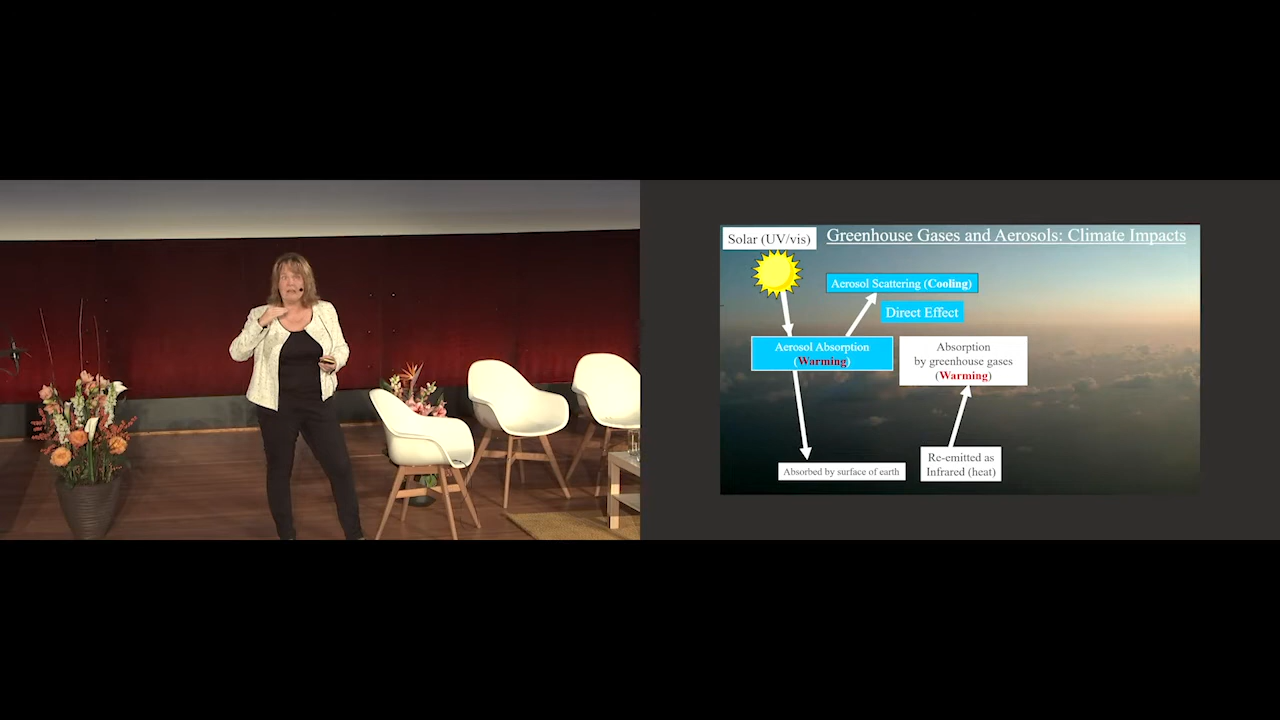 Solar (UV/vis)
Greenhouse Gases and Aerosols: Climate Impacts
Aerosol Scattering (Cooling)
Direct Effect
Aerosol Absorption
(Warming)
Absorption
by greenhouse gases
(Warming)
Absorbed by surface of earth
Re-emitted as
Infrared (heat)